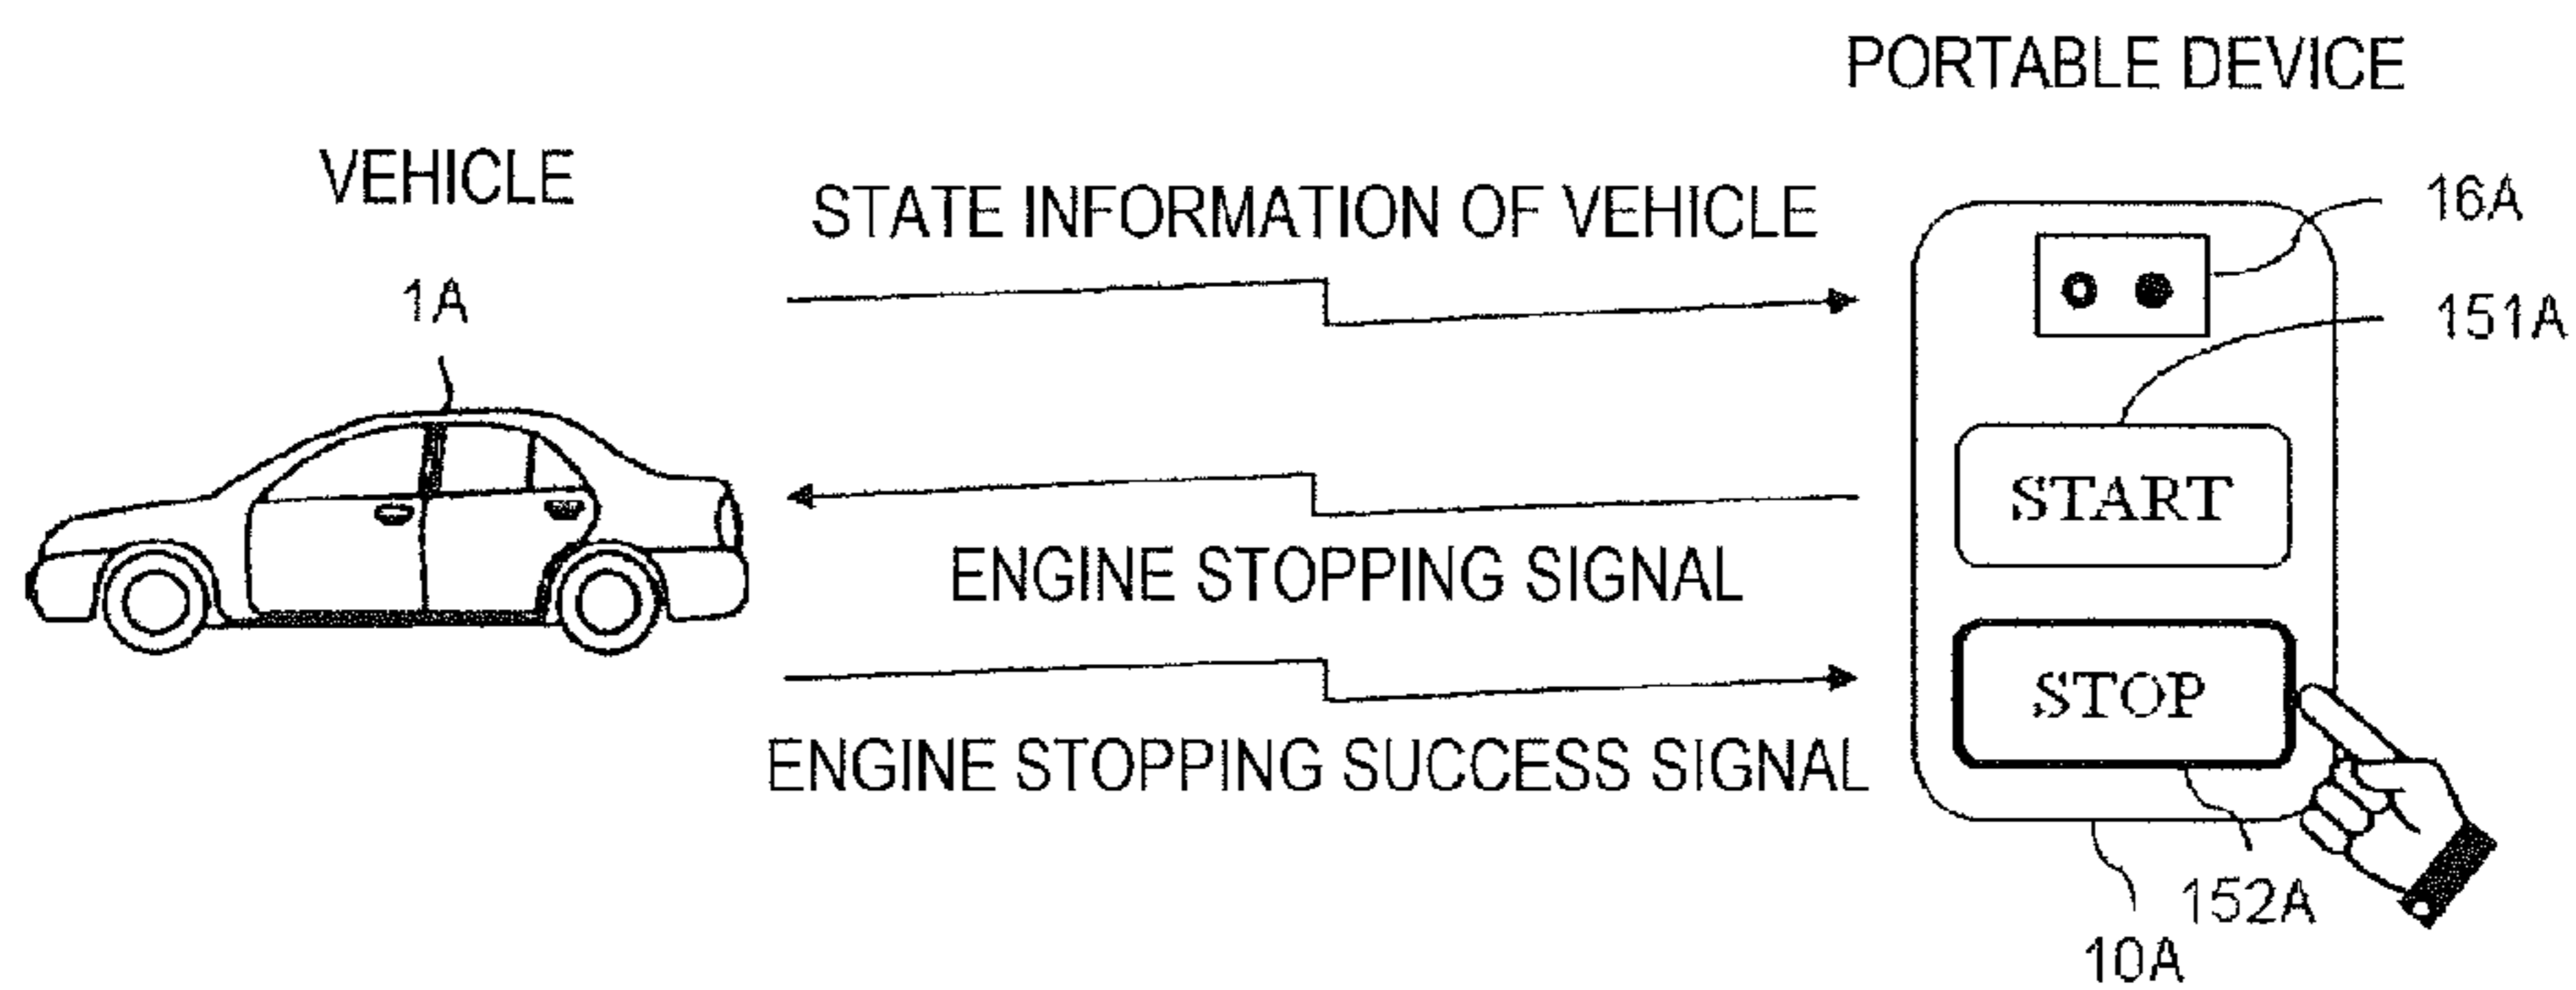 PORTABLE DEVICE
VEHICLE
STATE INFORMATION OF VEHICLE
16A
1A
151A
START
ENGINE STOPPING SIGNAL
STOP
ENGINE STOPPING SUCCESS SIGNAL
152A
10A